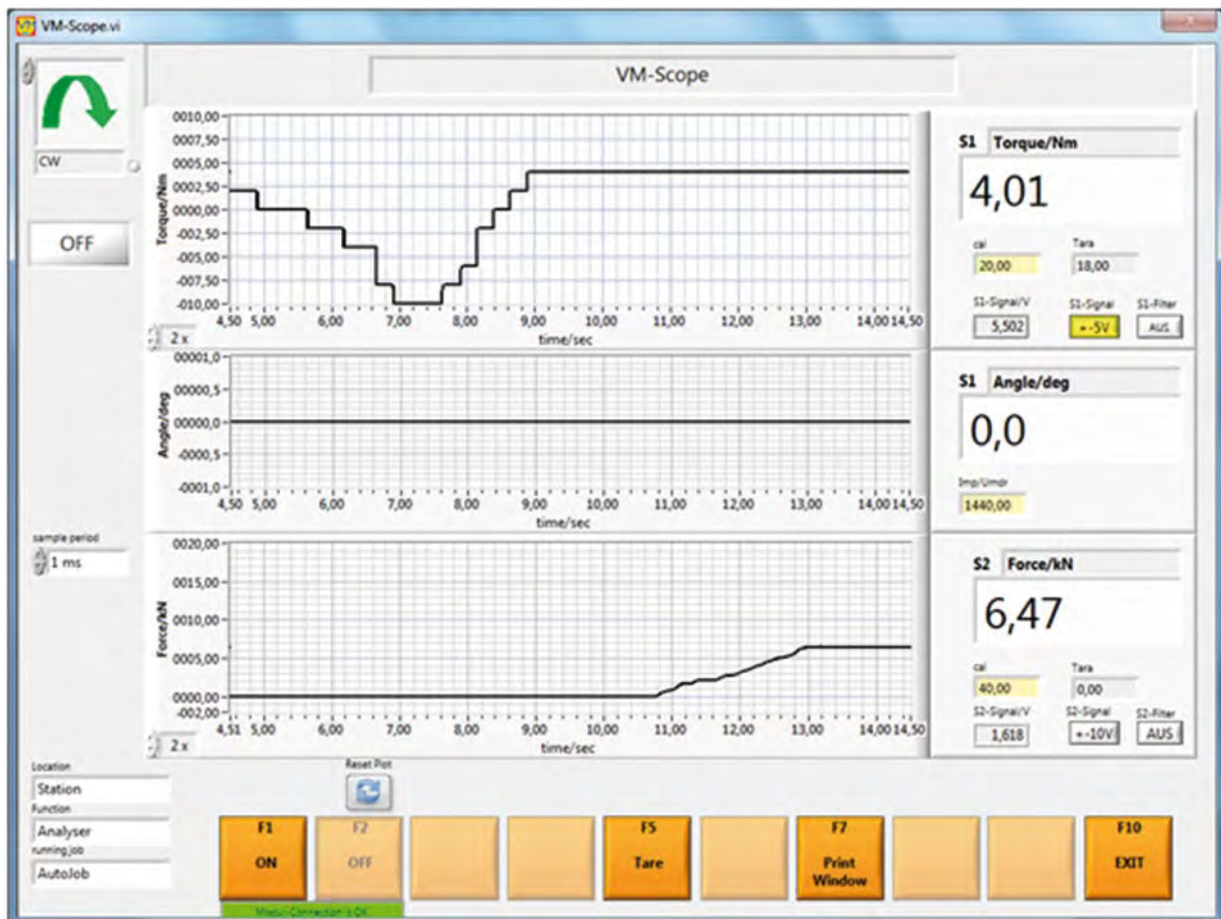 VM-Scope.vi
VM-Scope
CW
OFF
0010,00
0007,50
0005,00
0002,50
0000,00
-002,50
-005,00
-007,50
-010,00
Torque/Nm
4,50 5,00 6,00 7,00 8,00 9,00 10,00 11,00 12,00 13,00 14,00 14,50
time/sec
2 x
S1 Torque/Nm
4,01
cal Tara
20,00 18,00
S1-Signal/V S1-Signal S1-Filter
5,502 +-5V AUS
00001,0
00000,5
00000,0
-0000,5
-0001,0
Angle/deg
4,50 5,00 6,00 7,00 8,00 9,00 10,00 11,00 12,00 13,00 14,00 14,50
time/sec
S1 Angle/deg
0,0
Imp/Umdr
1440,00
sample period
1 ms
0020,00
0015,00
0010,00
0005,00
0000,00
-002,00
Force/kN
4,51 5,00 6,00 7,00 8,00 9,00 10,00 11,00 12,00 13,00 14,00 14,50
time/sec
2 x
S2 Force/kN
6,47
cal Tara
40,00 0,00
S2-Signal/V S2-Signal S2-Filter
1,618 +-10V AUS
Location
Station
Function
Analyser
running job
AutoJob
Reset Plot
F1 F2 F5 F7 F10
ON OFF Tare Print Window EXIT
Modul-Connection is OK